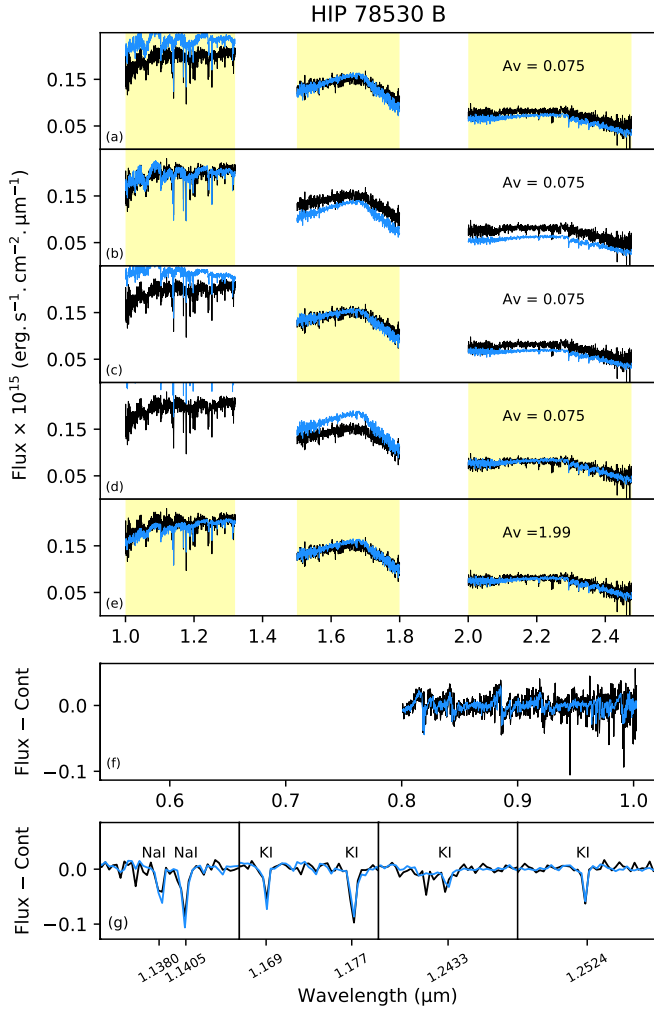 HIP 78530 B
Flux × 10¹⁵ (erg. s⁻¹. cm⁻². μm⁻¹)
0.15
0.05
Av = 0.075
(a)
0.15
0.05
Av = 0.075
(b)
0.15
0.05
Av = 0.075
(c)
0.15
0.05
Av = 0.075
(d)
0.15
0.05
Av =1.99
(e)
1.0 1.2 1.4 1.6 1.8 2.0 2.2 2.4
Flux − Cont
0.0
−0.1
(f)
0.6 0.7 0.8 0.9 1.0
Flux − Cont
NaI NaI KI KI KI KI
0.0
−0.1
(g)
1.1380 1.1405 1.169 1.177 1.2433 1.2524
Wavelength (μm)